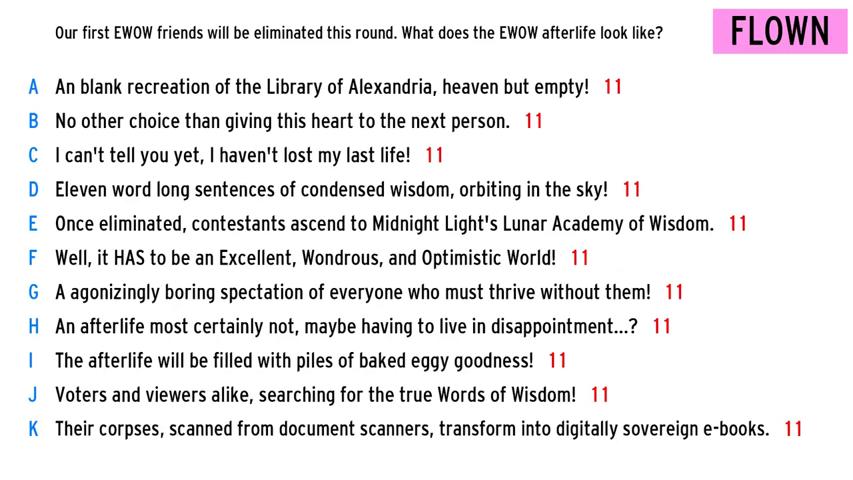 Our first EWOW friends will be eliminated this round. What does the EWOW afterlife look like?
FLOWN
A An blank recreation of the Library of Alexandria, heaven but empty! 11
B No other choice than giving this heart to the next person. 11
C I can't tell you yet, I haven't lost my last life! 11
D Eleven word long sentences of condensed wisdom, orbiting in the sky! 11
E Once eliminated, contestants ascend to Midnight Light's Lunar Academy of Wisdom. 11
F Well, it HAS to be an Excellent, Wondrous, and Optimistic World! 11
G A agonizingly boring spectation of everyone who must thrive without them! 11
H An afterlife most certainly not, maybe having to live in disappointment...? 11
I The afterlife will be filled with piles of baked eggy goodness! 11
J Voters and viewers alike, searching for the true Words of Wisdom! 11
K Their corpses, scanned from document scanners, transform into digitally sovereign e-books. 11